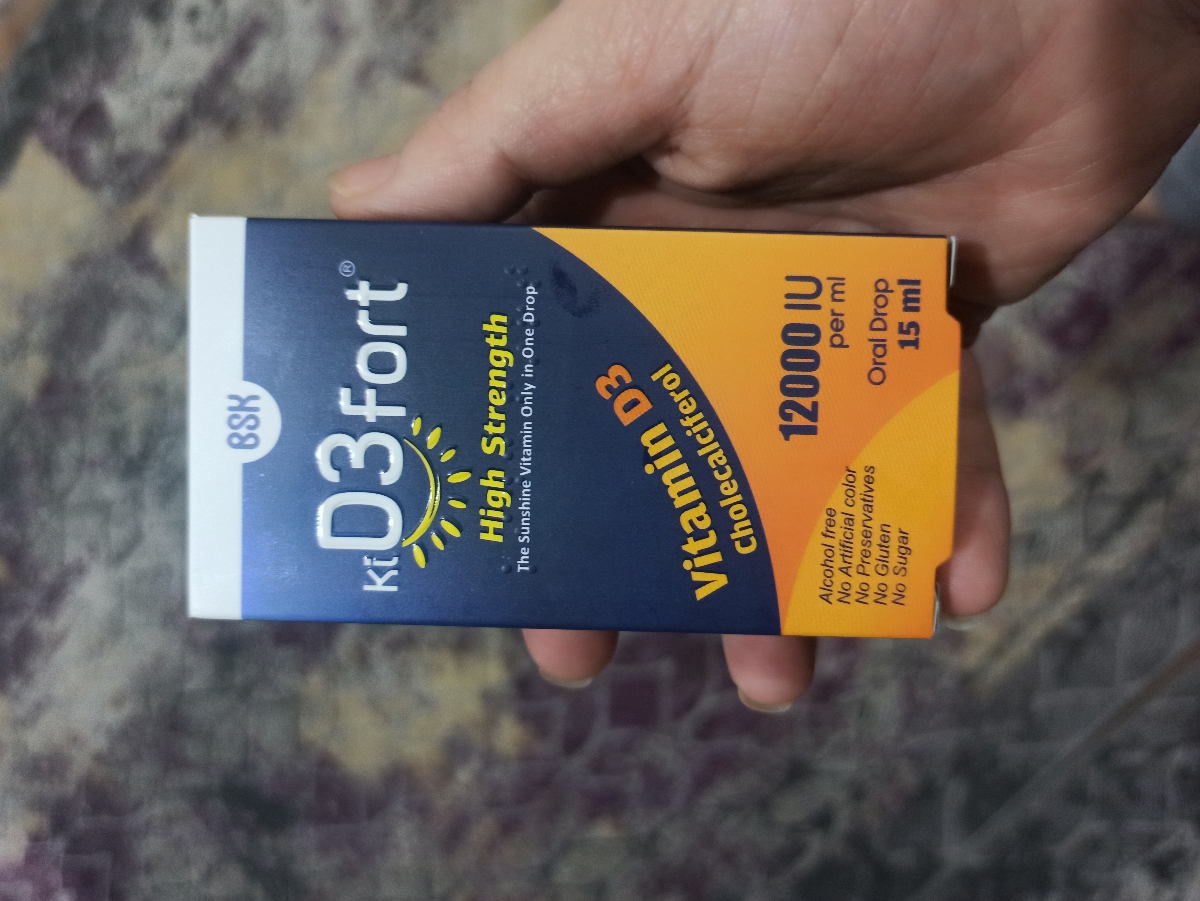 BSK
KiD3fort®
High Strength
The Sunshine Vitamin Only in One Drop
Vitamin D3
Cholecalciferol
12000 IU
per ml
Oral Drop
15 ml
Alcohol free
No Artificial color
No Preservatives
No Gluten
No Sugar